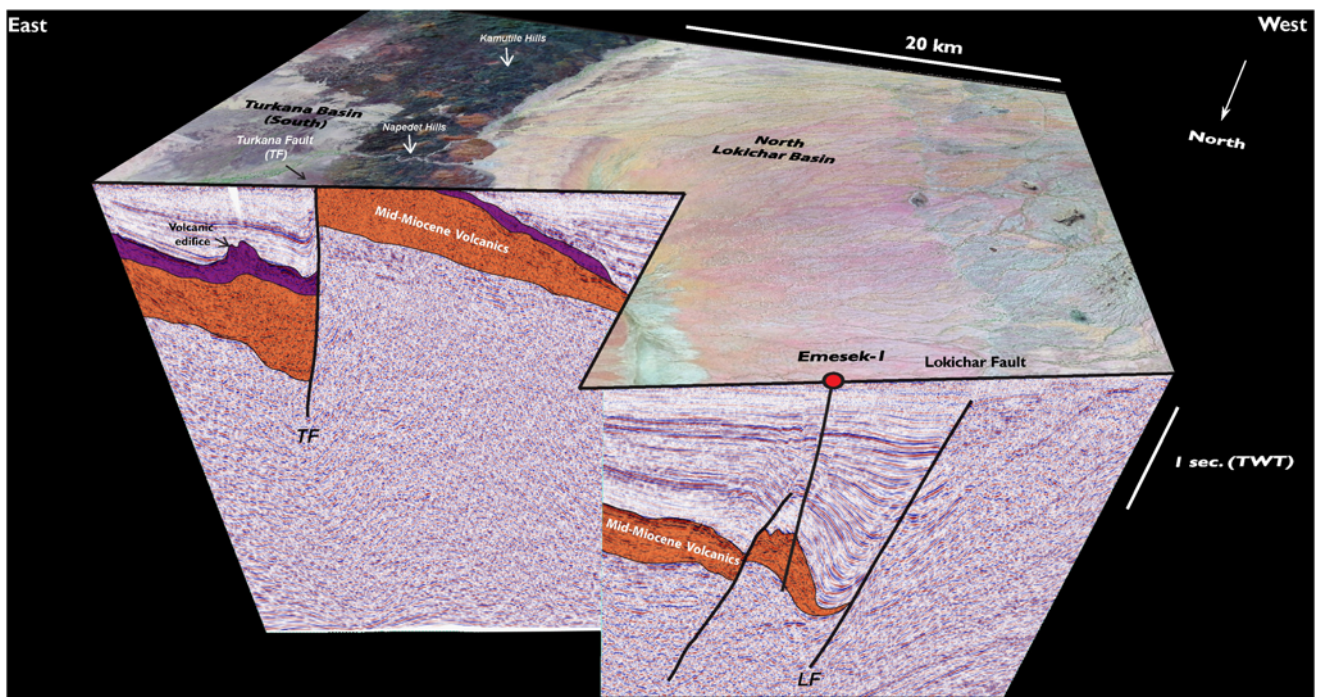 East
West
20 km
North
Kamutile Hills
Turkana Basin
(South)
Napedet Hills
Turkana Fault
(TF)
North
Lokichar Basin
Mid-Miocene Volcanics
Volcanic
edifice
TF
Emesek-1
Lokichar Fault
1 sec. (TWT)
Mid-Miocene Volcanics
LF